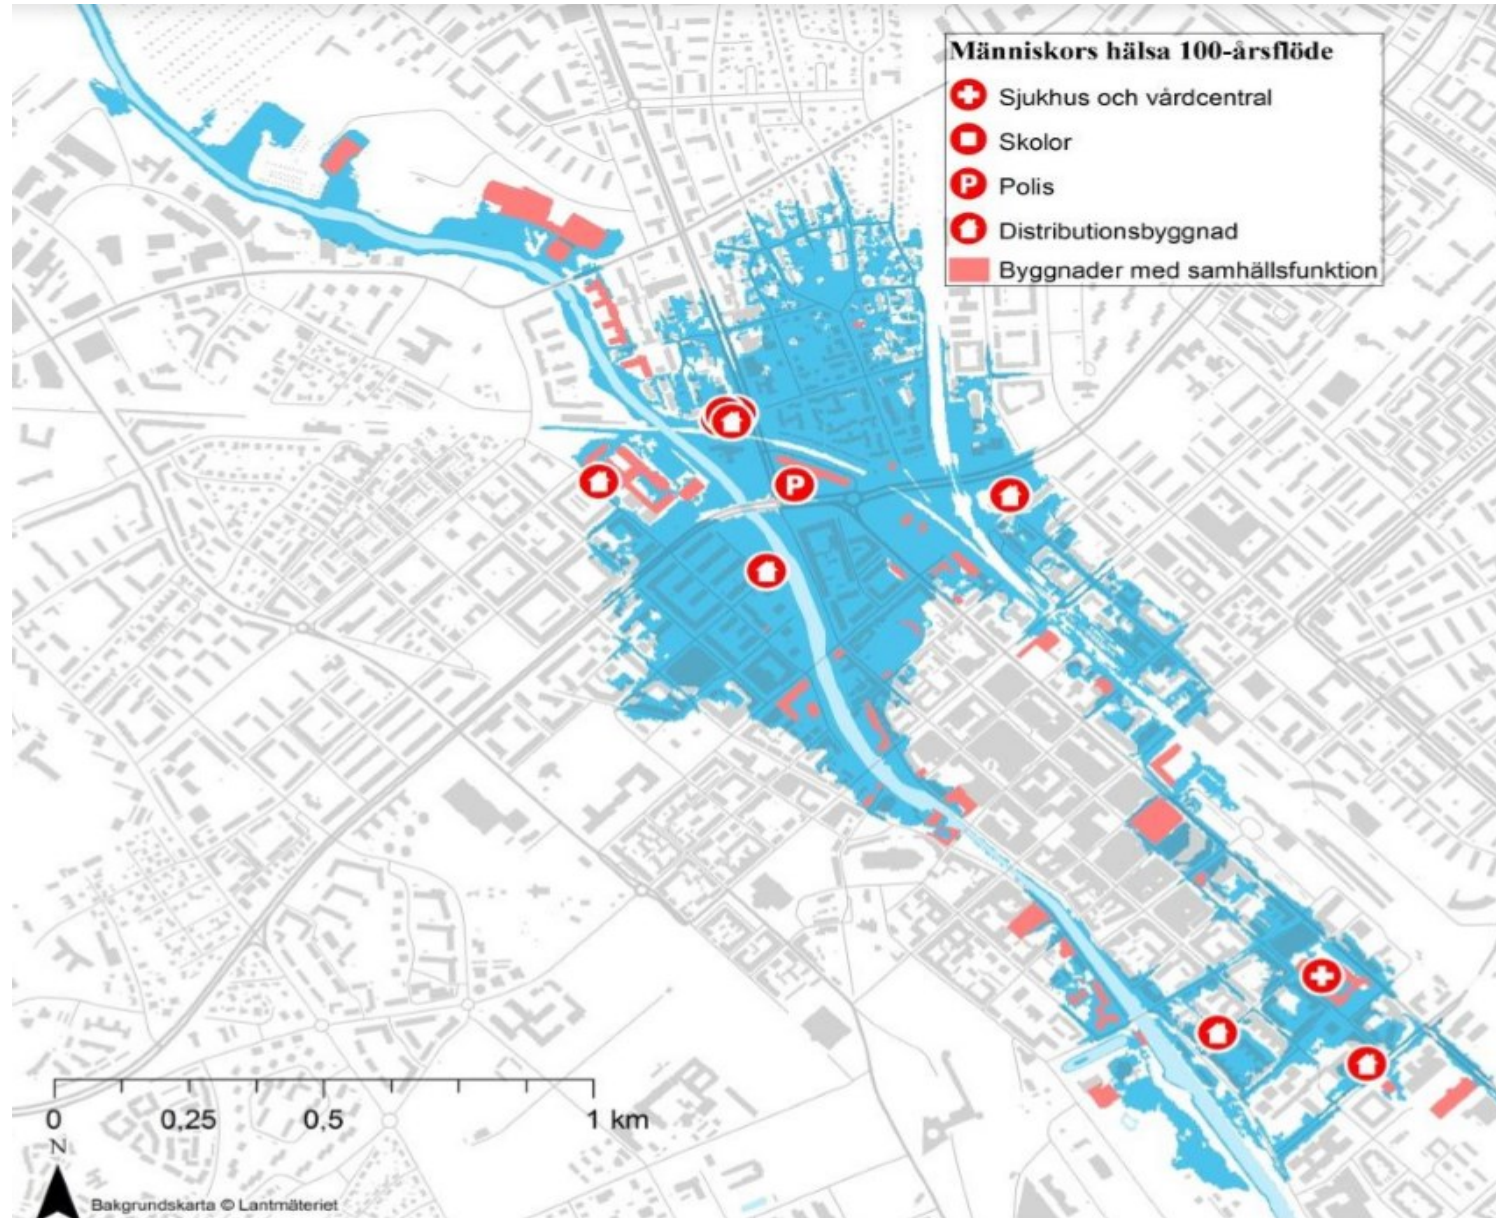 Människors hälsa 100-årsflöde
Sjukhus och vårdcentral
Skolor
P Polis
Distributionsbyggnad
Byggnader med samhällsfunktion
P
0 0,25 0,5 1 km
N
Bakgrundskarta © Lantmäteriet